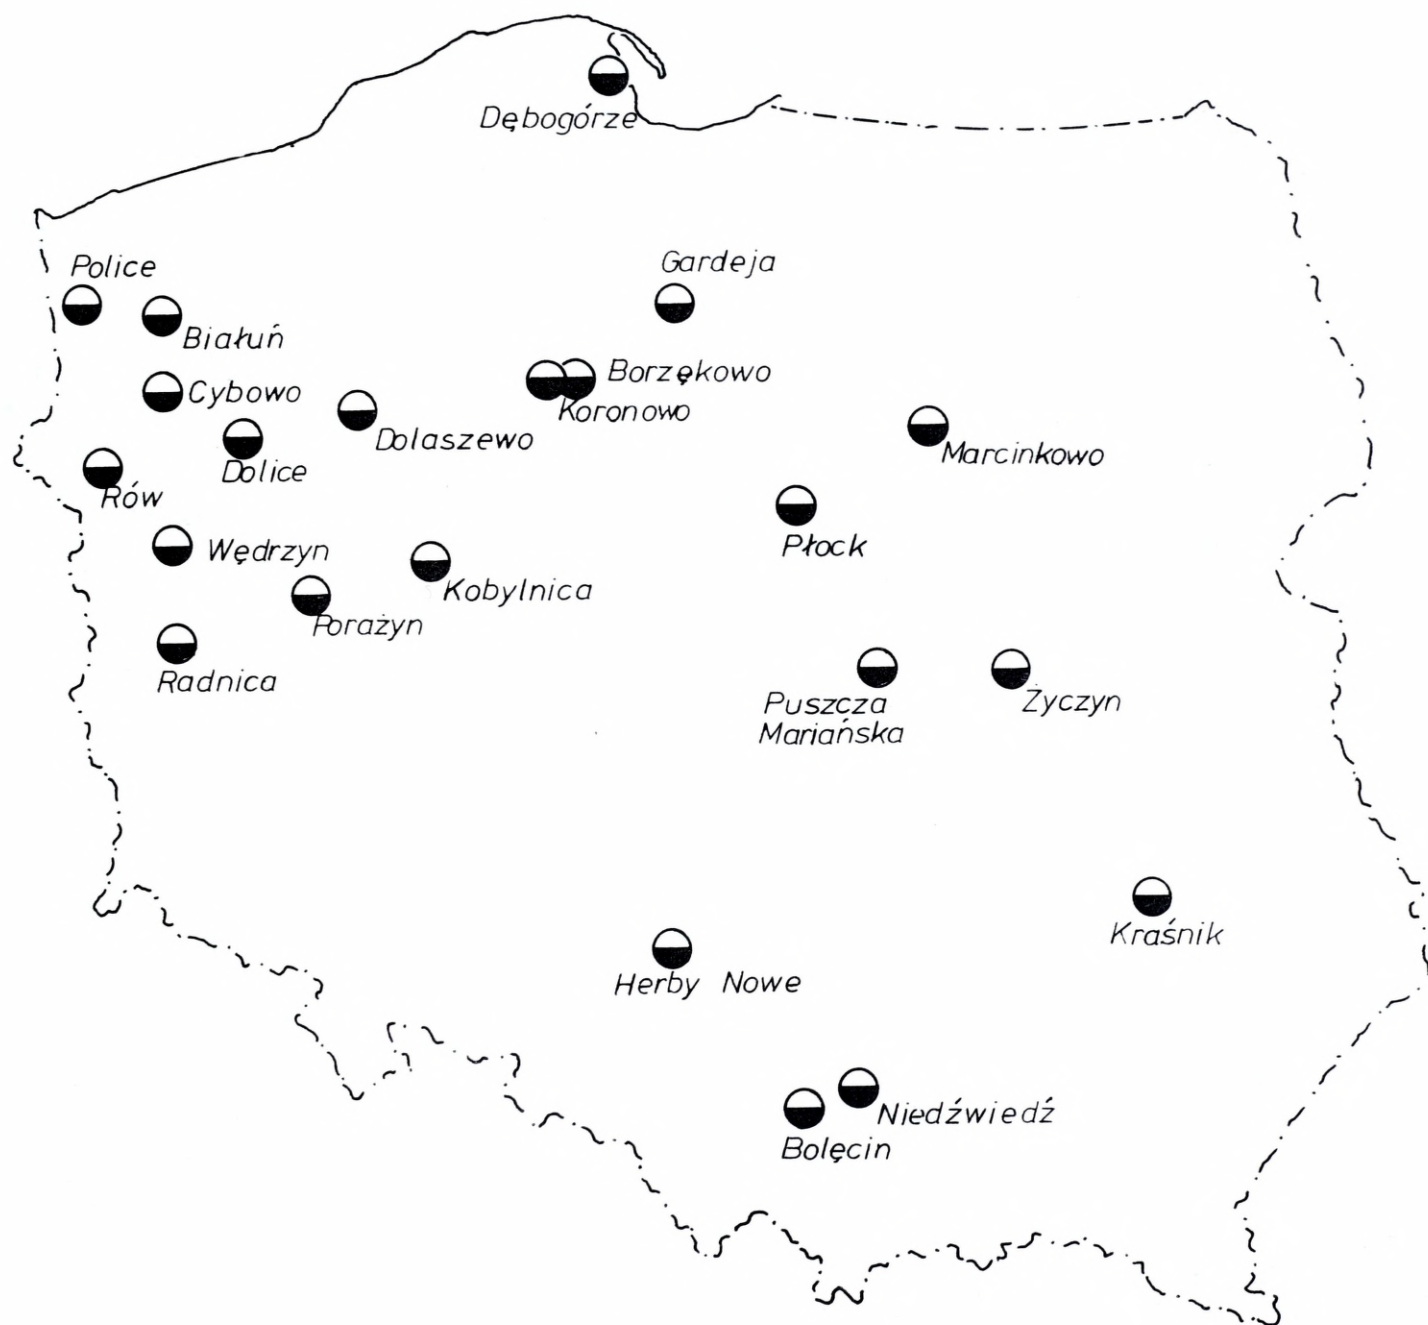 Dębogórze
Police
Gardeja
Białuń
Borzękowo
Cybowo
Koronowo
Dolaszewo
Marcinkowo
Dolice
Rów
Płock
Wędrzyn
Kobylnica
Porażyn
Radnica
Puszcza
Mariańska
Życzyn
Kraśnik
Herby Nowe
Niedźwiedź
Bolęcin